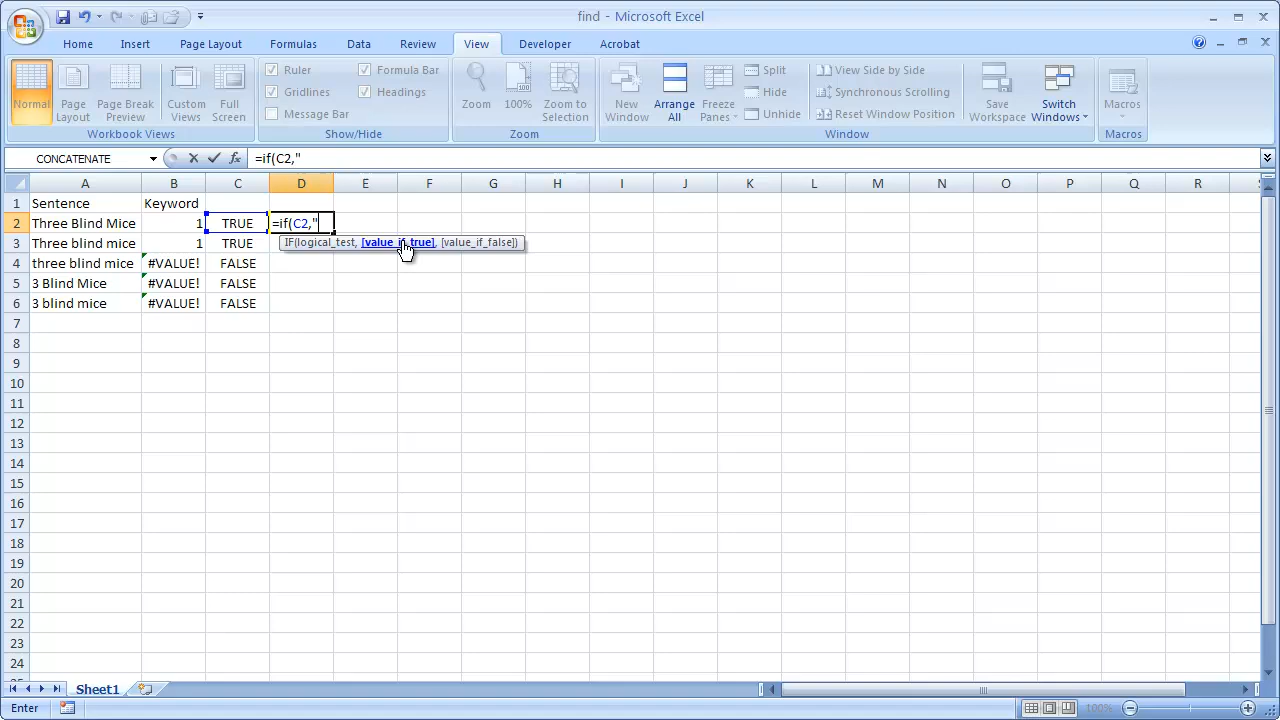 find - Microsoft Excel
Home Insert Page Layout Formulas Data Review View Developer Acrobat
Normal
Page Layout
Page Break Preview
Custom Views
Full Screen
Workbook Views
Ruler
Gridlines
Message Bar
Formula Bar
Headings
Show/Hide
Zoom
100%
Zoom to Selection
Zoom
New Window
Arrange All
Freeze Panes
Split
Hide
Unhide
View Side by Side
Synchronous Scrolling
Reset Window Position
Save Workspace
Switch Windows
Window
Macros
Macros
CONCATENATE fx =if(C2,"
A B C D E F G H I J K L M N O P Q R
1 Sentence Keyword
2 Three Blind Mice 1 TRUE =if(C2,"
3 Three blind mice 1 TRUE IF(logical_test, [value_if_true], [value_if_false])
4 three blind mice #VALUE! FALSE
5 3 Blind Mice #VALUE! FALSE
6 3 blind mice #VALUE! FALSE
7
8
9
10
11
12
13
14
15
16
17
18
19
20
21
22
23
24
Sheet1
Enter 100%